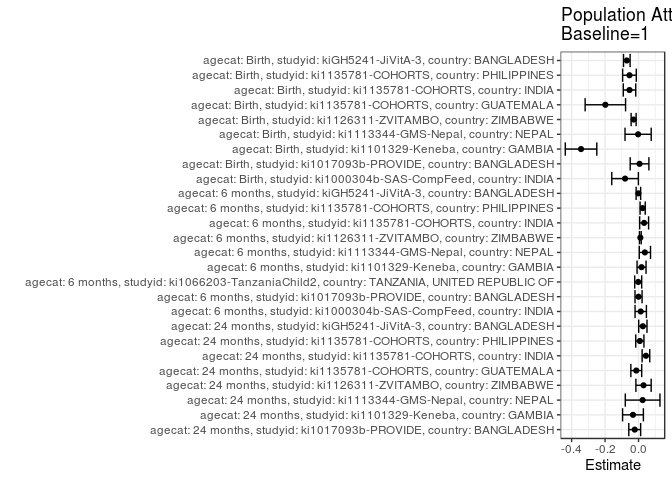 Population Att
Baseline=1
agecat: Birth, studyid: kiGH5241-JiVitA-3, country: BANGLADESH
agecat: Birth, studyid: ki1135781-COHORTS, country: PHILIPPINES
agecat: Birth, studyid: ki1135781-COHORTS, country: INDIA
agecat: Birth, studyid: ki1135781-COHORTS, country: GUATEMALA
agecat: Birth, studyid: ki1126311-ZVITAMBO, country: ZIMBABWE
agecat: Birth, studyid: ki1113344-GMS-Nepal, country: NEPAL
agecat: Birth, studyid: ki1101329-Keneba, country: GAMBIA
agecat: Birth, studyid: ki1017093b-PROVIDE, country: BANGLADESH
agecat: Birth, studyid: ki1000304b-SAS-CompFeed, country: INDIA
agecat: 6 months, studyid: kiGH5241-JiVitA-3, country: BANGLADESH
agecat: 6 months, studyid: ki1135781-COHORTS, country: PHILIPPINES
agecat: 6 months, studyid: ki1135781-COHORTS, country: INDIA
agecat: 6 months, studyid: ki1126311-ZVITAMBO, country: ZIMBABWE
agecat: 6 months, studyid: ki1113344-GMS-Nepal, country: NEPAL
agecat: 6 months, studyid: ki1101329-Keneba, country: GAMBIA
agecat: 6 months, studyid: ki1066203-TanzaniaChild2, country: TANZANIA, UNITED REPUBLIC OF
agecat: 6 months, studyid: ki1017093b-PROVIDE, country: BANGLADESH
agecat: 6 months, studyid: ki1000304b-SAS-CompFeed, country: INDIA
agecat: 24 months, studyid: kiGH5241-JiVitA-3, country: BANGLADESH
agecat: 24 months, studyid: ki1135781-COHORTS, country: PHILIPPINES
agecat: 24 months, studyid: ki1135781-COHORTS, country: INDIA
agecat: 24 months, studyid: ki1135781-COHORTS, country: GUATEMALA
agecat: 24 months, studyid: ki1126311-ZVITAMBO, country: ZIMBABWE
agecat: 24 months, studyid: ki1113344-GMS-Nepal, country: NEPAL
agecat: 24 months, studyid: ki1101329-Keneba, country: GAMBIA
agecat: 24 months, studyid: ki1017093b-PROVIDE, country: BANGLADESH
-0.4 -0.2 0.0
Estimate